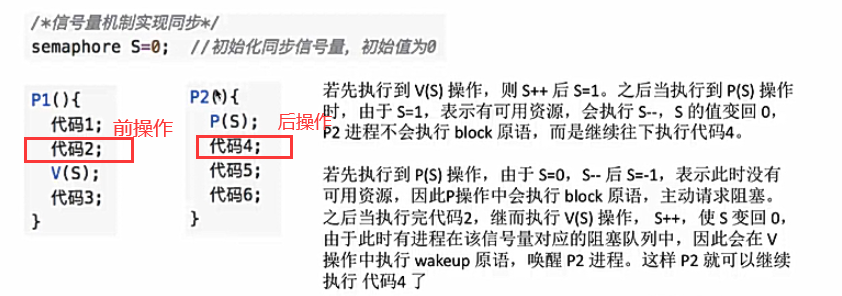 /*信号量机制实现同步*/
semaphore S=0;  //初始化同步信号量，初始值为0
P1(){
代码1;
前操作
代码2;
V(S);
代码3;
}
P2(){
P(S);
后操作
代码4;
代码5;
代码6;
}
若先执行到 V(S) 操作，则 S++ 后 S=1。之后当执行到 P(S) 操作
时，由于 S=1，表示有可用资源，会执行 S--，S 的值变回 0，
P2 进程不会执行 block 原语，而是继续往下执行代码4。
若先执行到 P(S) 操作，由于 S=0，S-- 后 S=-1，表示此时没有
可用资源，因此P操作中会执行 block 原语，主动请求阻塞。
之后当执行完代码2，继而执行 V(S) 操作， S++，使 S 变回 0，
由于此时有进程在该信号量对应的阻塞队列中，因此会在 V
操作中执行 wakeup 原语，唤醒 P2 进程。这样 P2 就可以继续
执行 代码4 了